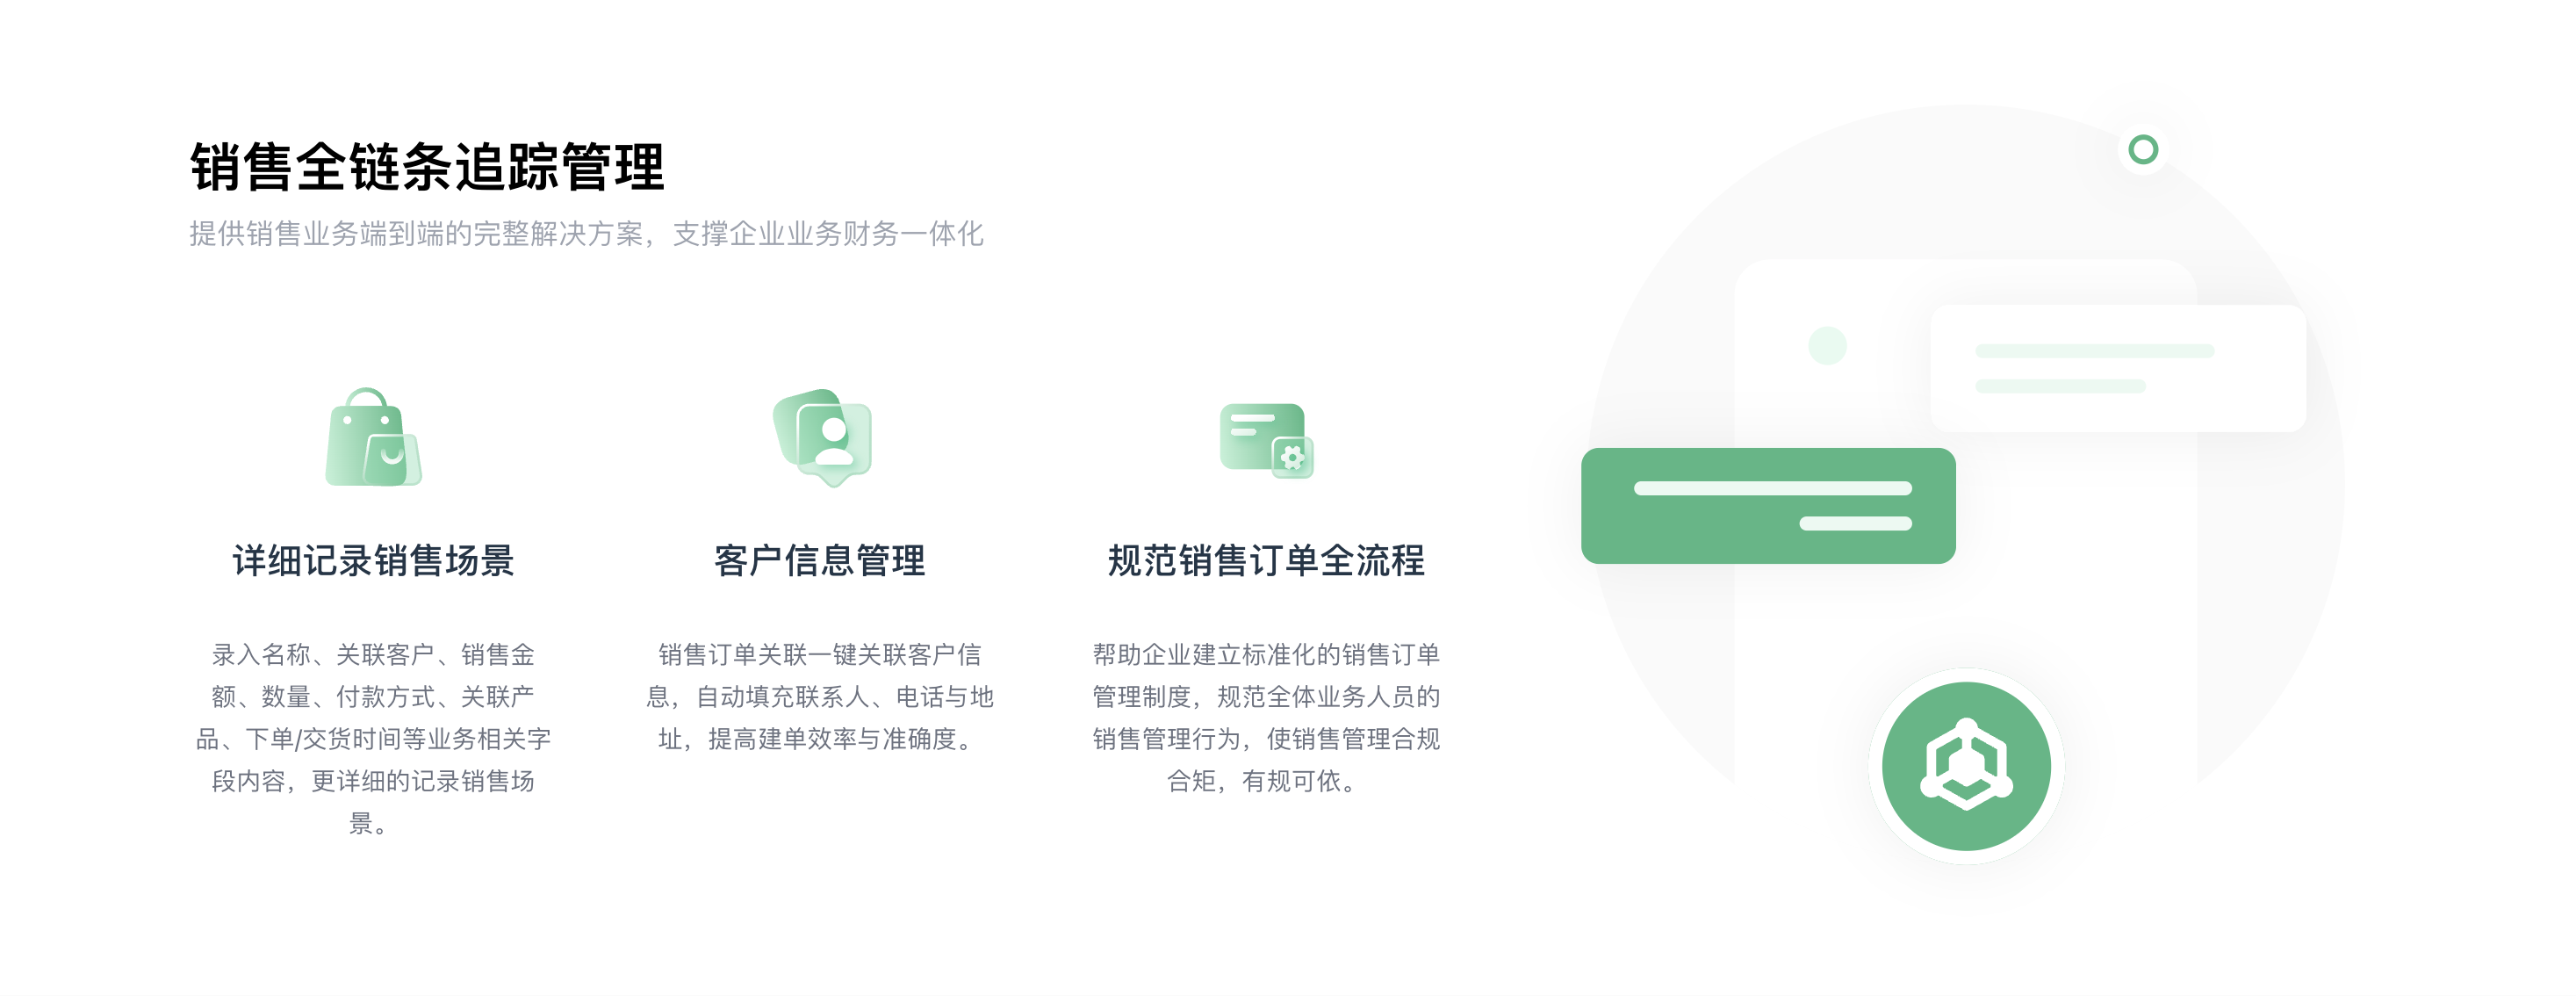 销售全链条追踪管理
提供销售业务端到端的完整解决方案，支撑企业业务财务一体化
详细记录销售场景
录入名称、关联客户、销售金
额、数量、付款方式、关联产
品、下单/交货时间等业务相关字
段内容，更详细的记录销售场
景。
客户信息管理
销售订单关联一键关联客户信
息，自动填充联系人、电话与地
址，提高建单效率与准确度。
规范销售订单全流程
帮助企业建立标准化的销售订单
管理制度，规范全体业务人员的
销售管理行为，使销售管理合规
合矩，有规可依。